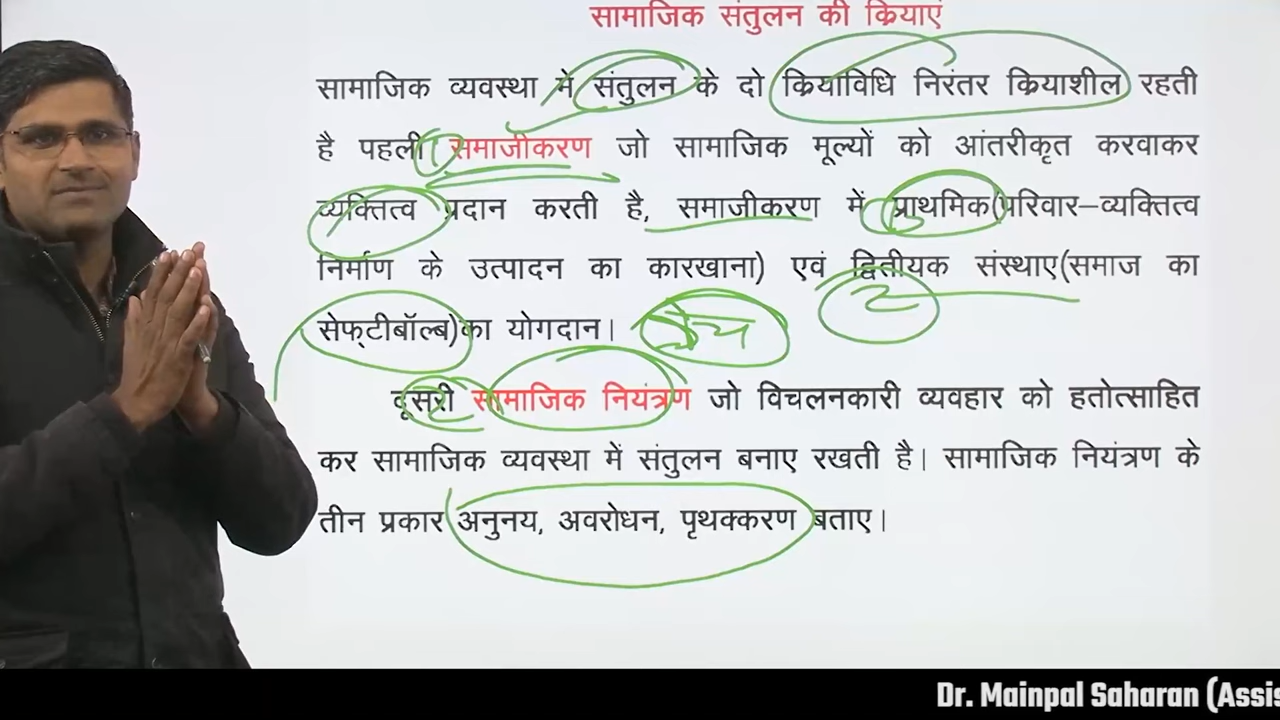 सामाजिक संतुलन की क्रियाएं
सामाजिक व्यवस्था मे संतुलन के दो क्रियाविधि निरंतर क्रियाशील रहती
है पहली समाजीकरण जो सामाजिक मूल्यों को आंतरीकृत करवाकर
व्यक्तित्व प्रदान करती है, समाजीकरण में प्राथमिक(परिवार–व्यक्तित्व
निर्माण के उत्पादन का कारखाना) एवं द्वितीयक संस्थाए(समाज का
सेफ्टीबॉल्ब)का योगदान।
दूसरी सामाजिक नियंत्रण जो विचलनकारी व्यवहार को हतोत्साहित
कर सामाजिक व्यवस्था में संतुलन बनाए रखती है। सामाजिक नियंत्रण के
तीन प्रकार अनुनय, अवरोधन, पृथक्करण बताए।
Dr. Mainpal Saharan (Assis